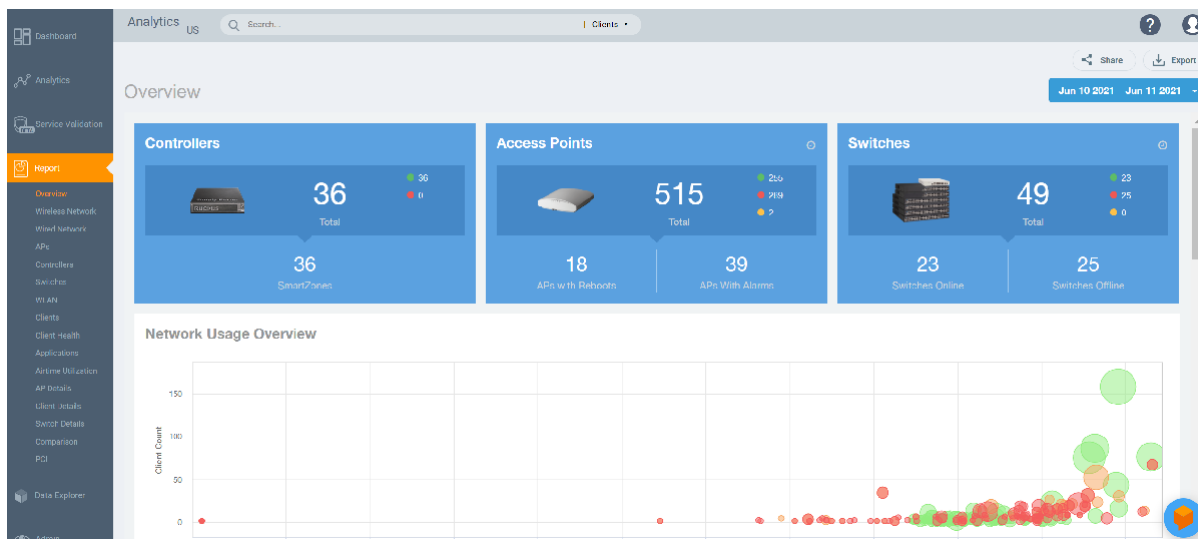 Dashboard
Analytics
Service Validation
Report
Overview
Wireless Network
Wired Network
APs
Controllers
Switches
WLAN
Clients
Client Health
Applications
Airtime Utilization
AP Details
Client Details
Switch Details
Comparison
PCI
Data Explorer
Admin
Analytics US
Search...
Clients
?
Share
Export
Overview
Jun 10 2021 Jun 11 2021
Controllers
36
Total
36
0
36
SmartZones
Access Points
515
Total
269
2
18
APs with Reboots
39
APs With Alarms
Switches
49
Total
23
25
0
23
Switches Online
25
Switches Offline
Network Usage Overview
Client Count
150
100
50
0